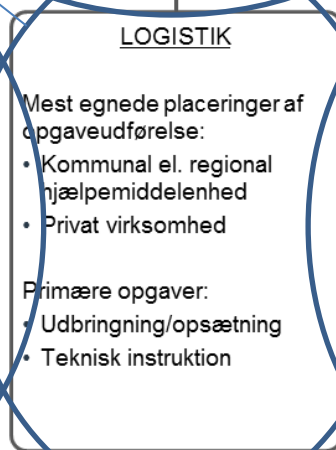 LOGISTIK
Mest egnede placeringer af
opgaveudførelse:
• Kommunal el. regional
hjælpemiddelenhed
• Privat virksomhed
Primære opgaver:
• Udbringning/opsætning
• Teknisk instruktion